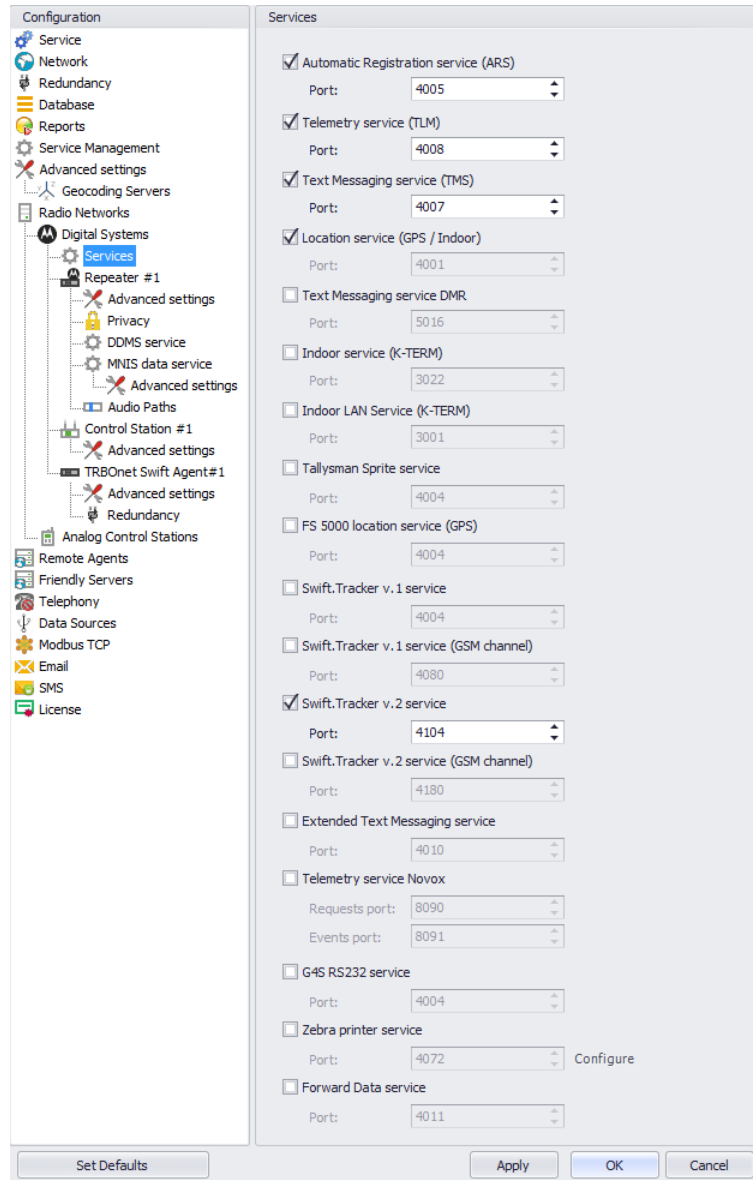 Configuration
Service
Network
Redundancy
Database
Reports
Service Management
Advanced settings
Geocoding Servers
Radio Networks
Digital Systems
Services
Repeater #1
Advanced settings
Privacy
DDMS service
MNIS data service
Advanced settings
Audio Paths
Control Station #1
Advanced settings
TRBOnet Swift Agent#1
Advanced settings
Redundancy
Analog Control Stations
Remote Agents
Friendly Servers
Telephony
Data Sources
Modbus TCP
Email
SMS
License
Services
Automatic Registration service (ARS)
Port: 4005
Telemetry service (TLM)
Port: 4008
Text Messaging service (TMS)
Port: 4007
Location service (GPS / Indoor)
Port: 4001
Text Messaging service DMR
Port: 5016
Indoor service (K-TERM)
Port: 3022
Indoor LAN Service (K-TERM)
Port: 3001
Tallysman Sprite service
Port: 4004
FS 5000 location service (GPS)
Port: 4004
Swift.Tracker v.1 service
Port: 4004
Swift.Tracker v.1 service (GSM channel)
Port: 4080
Swift.Tracker v.2 service
Port: 4104
Swift.Tracker v.2 service (GSM channel)
Port: 4180
Extended Text Messaging service
Port: 4010
Telemetry service Novox
Requests port: 8090
Events port: 8091
G4S RS232 service
Port: 4004
Zebra printer service
Port: 4072 Configure
Forward Data service
Port: 4011
Set Defaults Apply OK Cancel